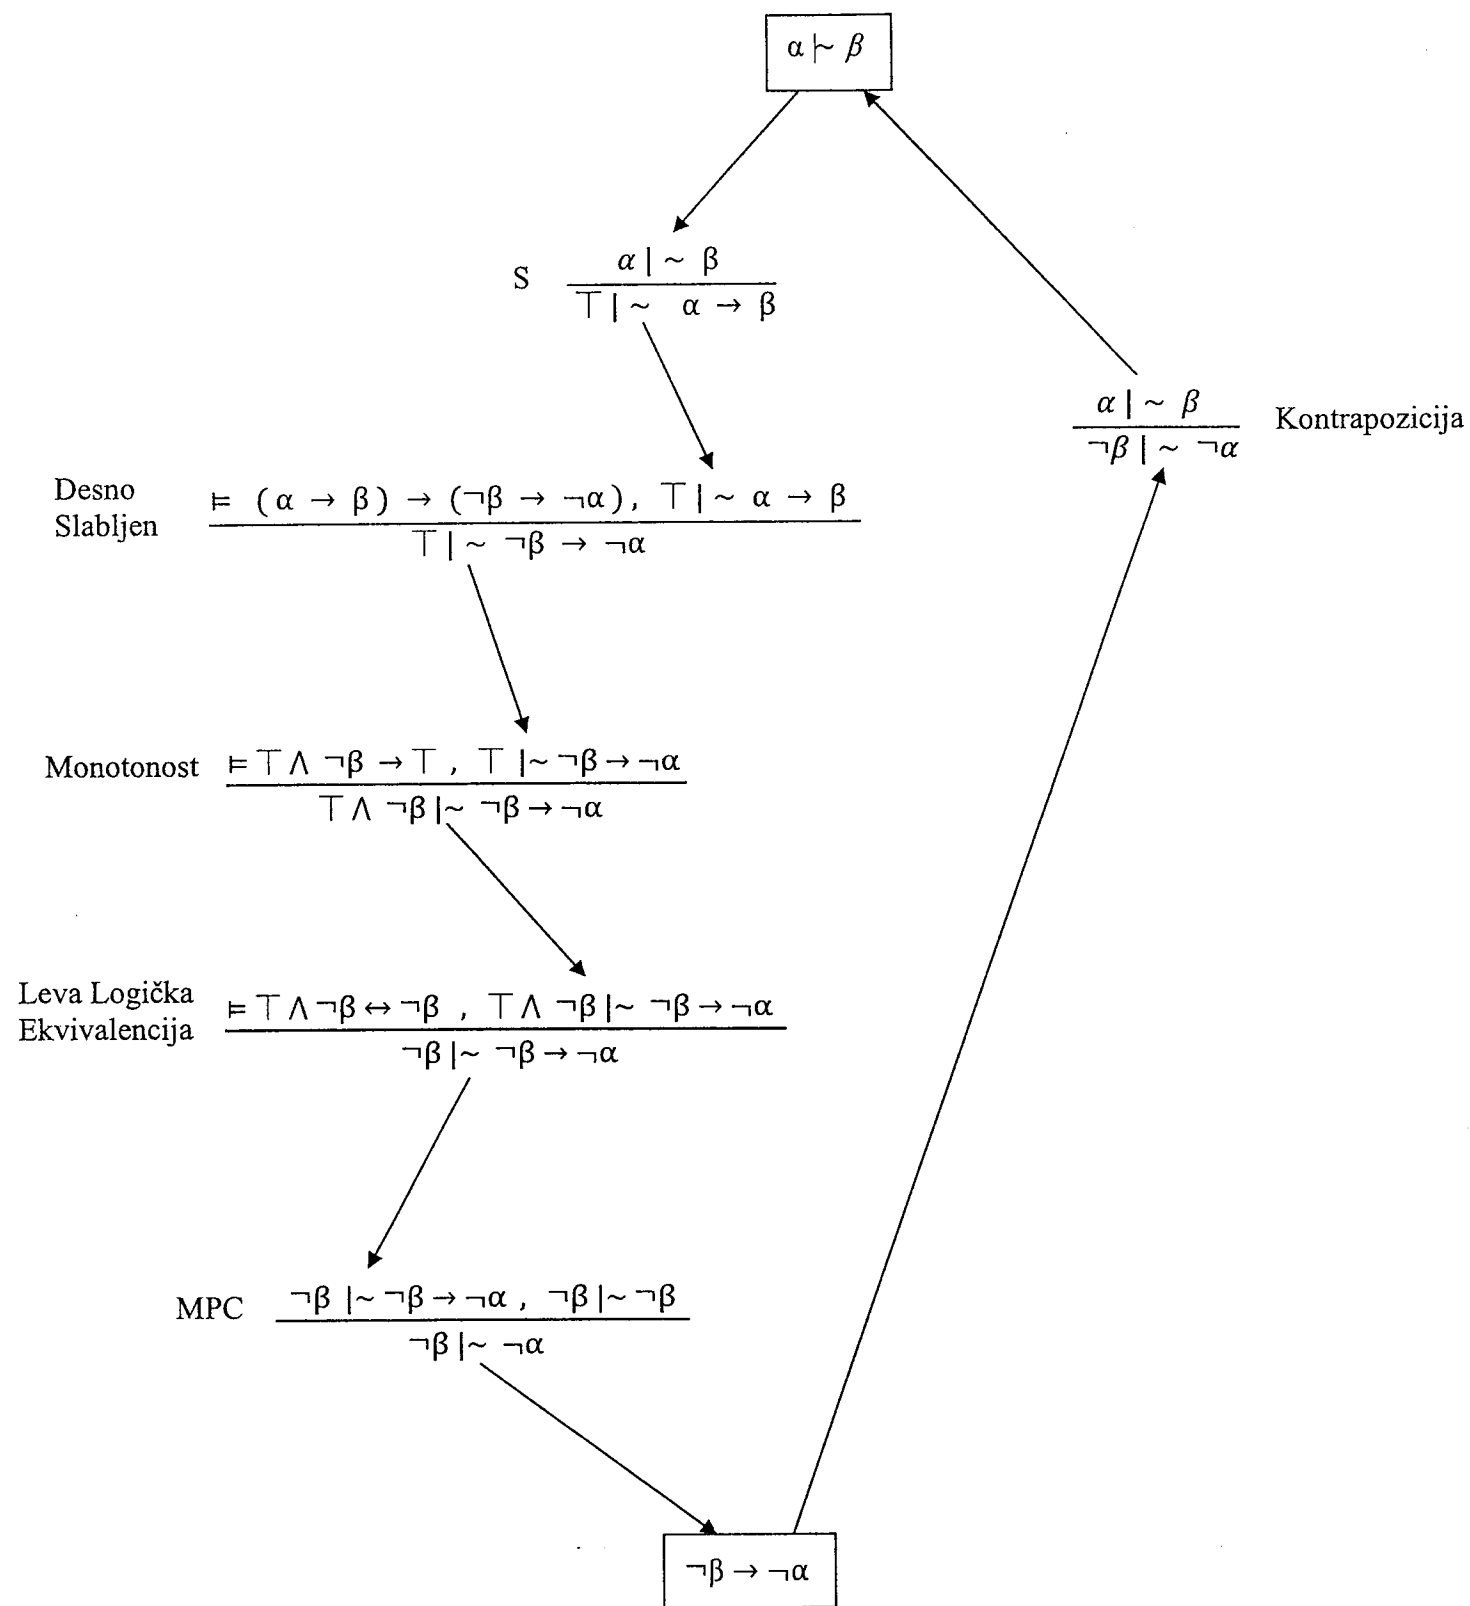 α |~ β
S
α | ~ β
⊤ | ~ α → β
α | ~ β
¬β | ~ ¬α
Kontrapozicija
Desno
Slabljen
⊨ (α → β) → (¬β → ¬α), ⊤ | ~ α → β
⊤ | ~ ¬β → ¬α
Monotonost
⊨ ⊤ Λ ¬β → ⊤ , ⊤ |~ ¬β → ¬α
⊤ Λ ¬β |~ ¬β → ¬α
Leva Logička
Ekvivalencija
⊨ ⊤ Λ ¬β ↔ ¬β , ⊤ Λ ¬β |~ ¬β → ¬α
¬β |~ ¬β → ¬α
MPC
¬β |~ ¬β → ¬α , ¬β |~ ¬β
¬β |~ ¬α
¬β → ¬α